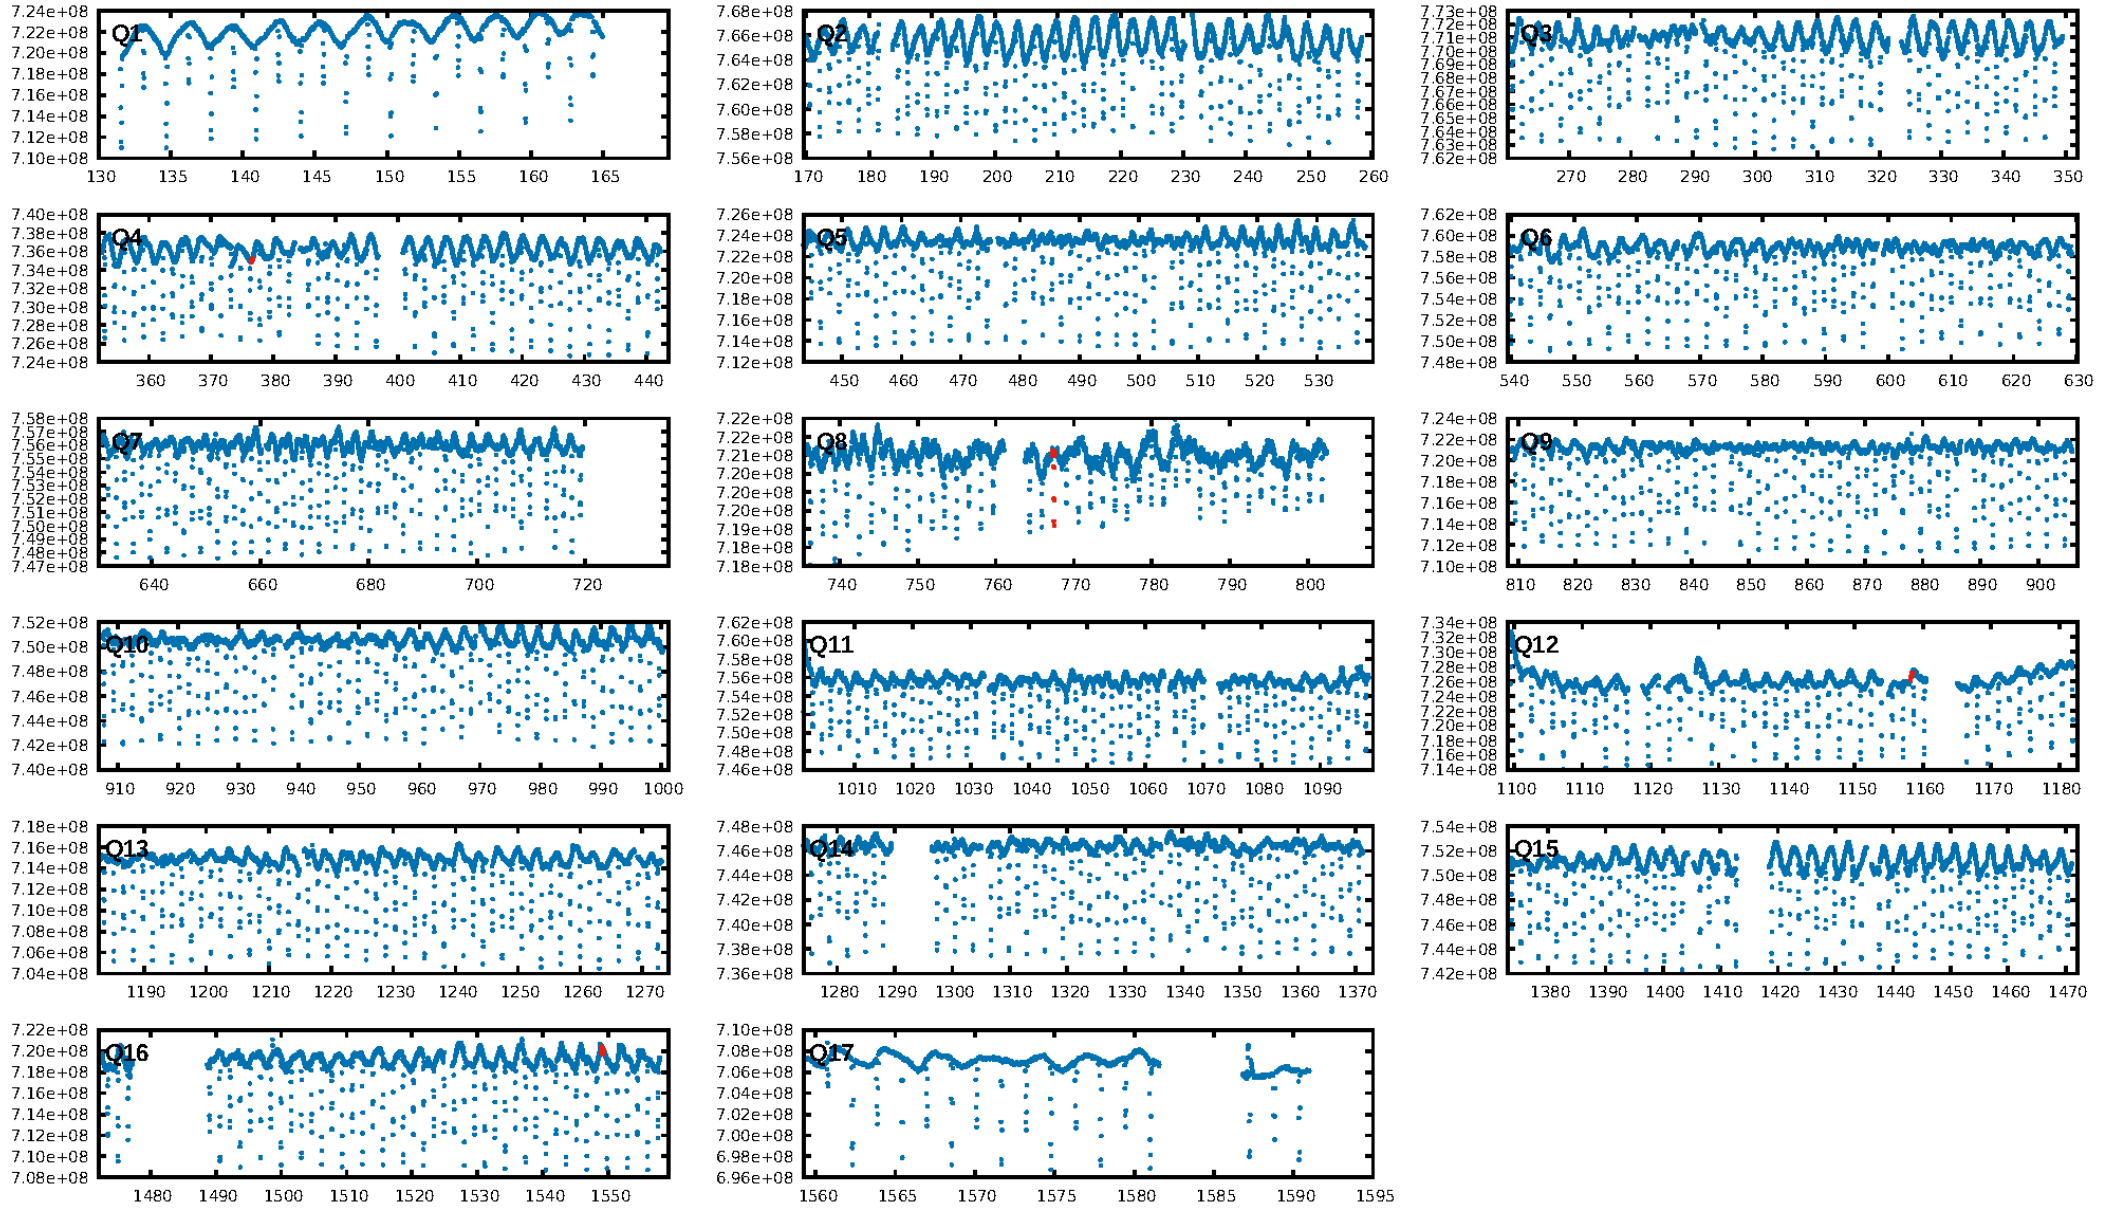 7.24e+08
7.22e+08
7.20e+08
7.18e+08
7.16e+08
7.14e+08
7.12e+08
7.10e+08
Q1
130 135 140 145 150 155 160 165
7.68e+08
7.66e+08
7.64e+08
7.62e+08
7.60e+08
7.58e+08
7.56e+08
Q2
170 180 190 200 210 220 230 240 250 260
7.73e+08
7.72e+08
7.71e+08
7.70e+08
7.69e+08
7.68e+08
7.67e+08
7.66e+08
7.65e+08
7.64e+08
7.63e+08
7.62e+08
Q3
270 280 290 300 310 320 330 340 350
7.40e+08
7.38e+08
7.36e+08
7.34e+08
7.32e+08
7.30e+08
7.28e+08
7.26e+08
7.24e+08
Q4
360 370 380 390 400 410 420 430 440
7.26e+08
7.24e+08
7.22e+08
7.20e+08
7.18e+08
7.16e+08
7.14e+08
7.12e+08
Q5
450 460 470 480 490 500 510 520 530
7.62e+08
7.60e+08
7.58e+08
7.56e+08
7.54e+08
7.52e+08
7.50e+08
7.48e+08
Q6
540 550 560 570 580 590 600 610 620 630
7.58e+08
7.57e+08
7.56e+08
7.55e+08
7.54e+08
7.53e+08
7.52e+08
7.51e+08
7.50e+08
7.49e+08
7.48e+08
7.47e+08
Q7
640 660 680 700 720
7.22e+08
7.22e+08
7.21e+08
7.21e+08
7.20e+08
7.20e+08
7.19e+08
7.18e+08
7.18e+08
Q8
740 750 760 770 780 790 800
7.24e+08
7.22e+08
7.20e+08
7.18e+08
7.16e+08
7.14e+08
7.12e+08
7.10e+08
Q9
810 820 830 840 850 860 870 880 890 900
7.52e+08
7.50e+08
7.48e+08
7.46e+08
7.44e+08
7.42e+08
7.40e+08
Q10
910 920 930 940 950 960 970 980 990 1000
7.62e+08
7.60e+08
7.58e+08
7.56e+08
7.54e+08
7.52e+08
7.50e+08
7.48e+08
7.46e+08
Q11
1010 1020 1030 1040 1050 1060 1070 1080 1090
7.34e+08
7.32e+08
7.30e+08
7.28e+08
7.26e+08
7.24e+08
7.22e+08
7.20e+08
7.18e+08
7.16e+08
7.14e+08
Q12
1100 1110 1120 1130 1140 1150 1160 1170 1180
7.18e+08
7.16e+08
7.14e+08
7.12e+08
7.10e+08
7.08e+08
7.06e+08
7.04e+08
Q13
1190 1200 1210 1220 1230 1240 1250 1260 1270
7.48e+08
7.46e+08
7.44e+08
7.42e+08
7.40e+08
7.38e+08
7.36e+08
Q14
1280 1290 1300 1310 1320 1330 1340 1350 1360 1370
7.54e+08
7.52e+08
7.50e+08
7.48e+08
7.46e+08
7.44e+08
7.42e+08
Q15
1380 1390 1400 1410 1420 1430 1440 1450 1460 1470
7.22e+08
7.20e+08
7.18e+08
7.16e+08
7.14e+08
7.12e+08
7.10e+08
7.08e+08
Q16
1480 1490 1500 1510 1520 1530 1540 1550
7.10e+08
7.08e+08
7.06e+08
7.04e+08
7.02e+08
7.00e+08
6.98e+08
6.96e+08
Q17
1560 1565 1570 1575 1580 1585 1590 1595